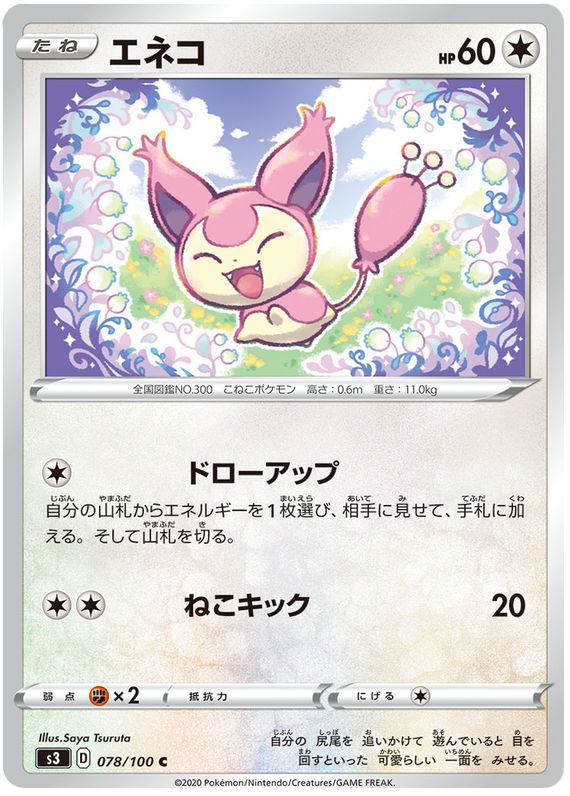 たね エネコ HP60
全国図鑑NO.300 こねこポケモン 高さ：0.6m 重さ：11.0kg
ドローアップ
自分の山札からエネルギーを1枚選び、相手に見せて、手札に加
える。そして山札を切る。
ねこキック 20
弱点 ×2 抵抗力 にげる
Illus.Saya Tsuruta
自分の 尻尾を 追いかけて 遊んでいると 目を
s3 D 078/100 C 回すといった 可愛らしい 一面を みせる。
©2020 Pokémon/Nintendo/Creatures/GAME FREAK.